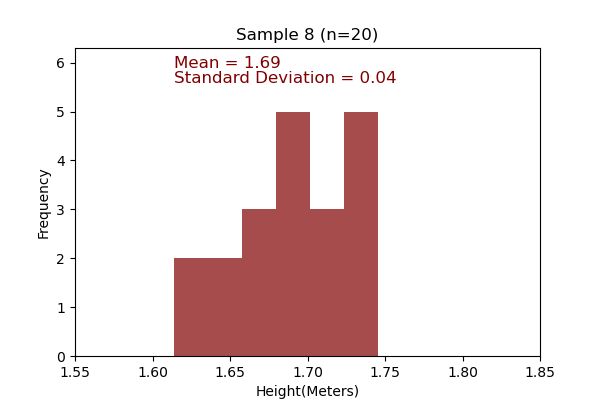 Sample 8 (n=20)
Mean = 1.69
Standard Deviation = 0.04
6
5
4
3
2
1
0
Frequency
1.55 1.60 1.65 1.70 1.75 1.80 1.85
Height(Meters)